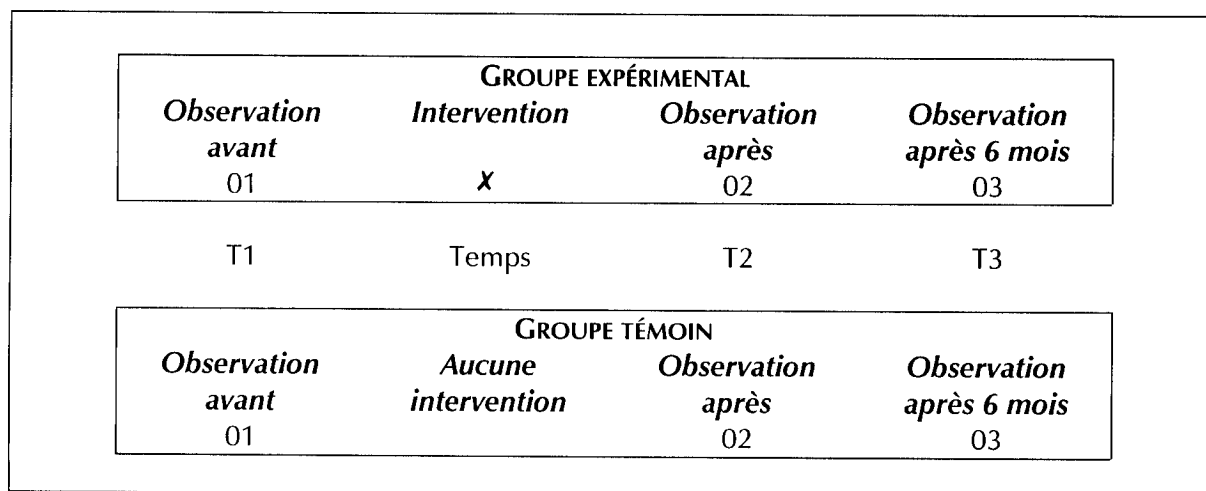 GROUPE EXPÉRIMENTAL
Observation Intervention Observation Observation
avant après après 6 mois
01 X 02 03
T1 Temps T2 T3
GROUPE TÉMOIN
Observation Aucune Observation Observation
avant intervention après après 6 mois
01 02 03